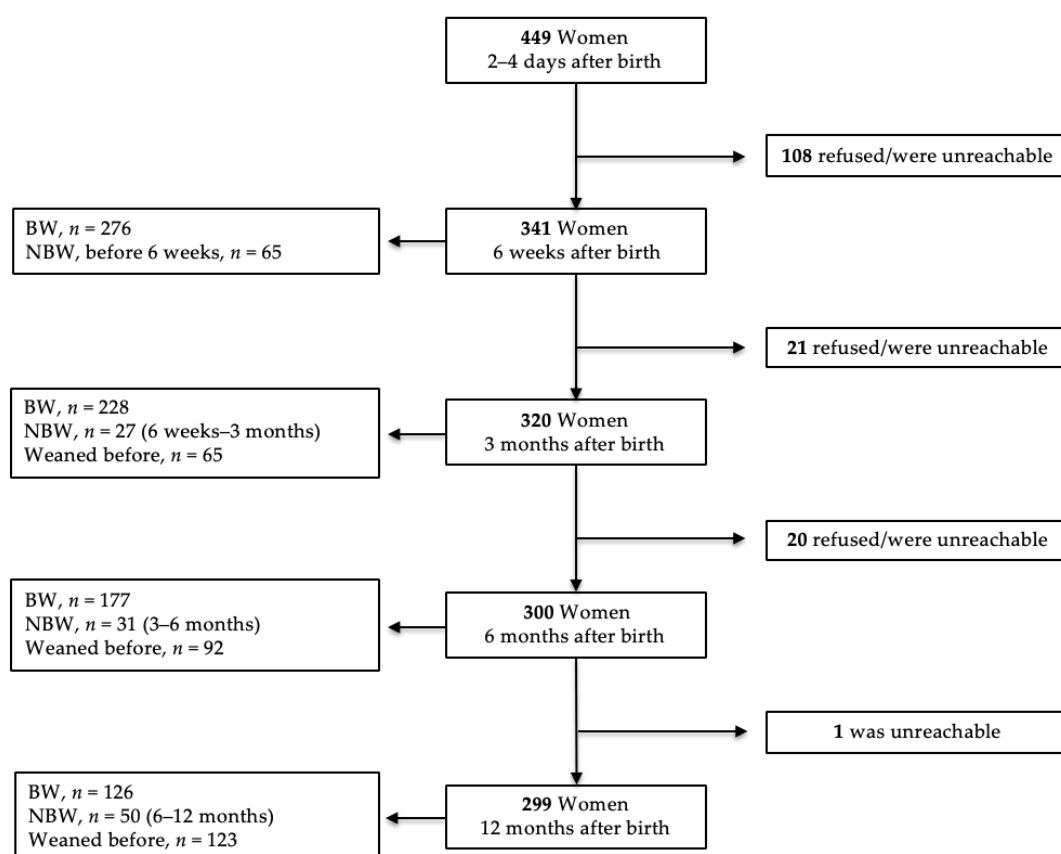 449 Women
2–4 days after birth
108 refused/were unreachable
BW, n = 276
NBW, before 6 weeks, n = 65
341 Women
6 weeks after birth
21 refused/were unreachable
BW, n = 228
NBW, n = 27 (6 weeks–3 months)
Weaned before, n = 65
320 Women
3 months after birth
20 refused/were unreachable
BW, n = 177
NBW, n = 31 (3–6 months)
Weaned before, n = 92
300 Women
6 months after birth
1 was unreachable
BW, n = 126
NBW, n = 50 (6–12 months)
Weaned before, n = 123
299 Women
12 months after birth